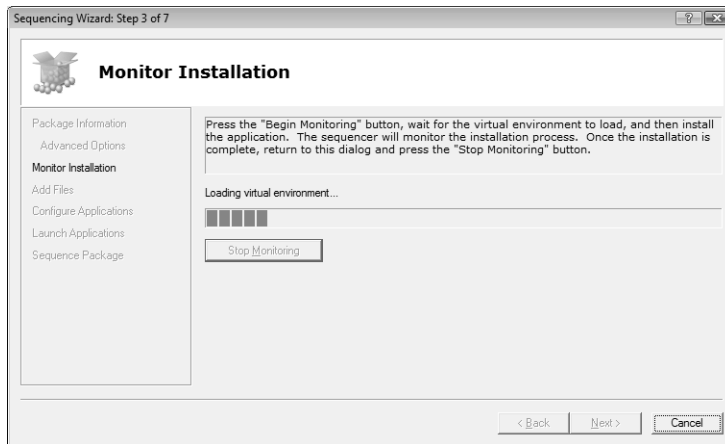 Sequencing Wizard: Step 3 of 7
Monitor Installation
Package Information
Advanced Options
Monitor Installation
Add Files
Configure Applications
Launch Applications
Sequence Package
Press the "Begin Monitoring" button, wait for the virtual environment to load, and then install
the application. The sequencer will monitor the installation process. Once the installation is
complete, return to this dialog and press the "Stop Monitoring" button.
Loading virtual environment...
Stop Monitoring
< Back
Next >
Cancel